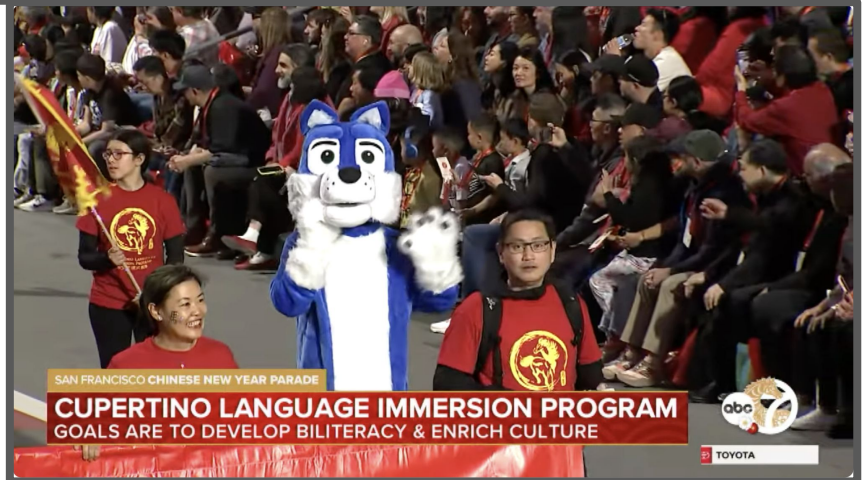 SAN FRANCISCO CHINESE NEW YEAR PARADE
CUPERTINO LANGUAGE IMMERSION PROGRAM
GOALS ARE TO DEVELOP BILITERACY & ENRICH CULTURE
abc 7
TOYOTA